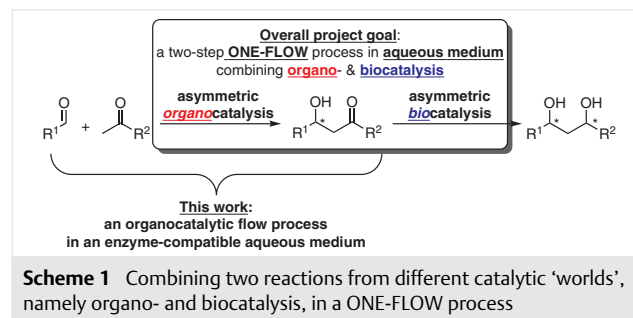 Overall project goal:
a two-step ONE-FLOW process in aqueous medium
combining organo- & biocatalysis
O
R1
+
O
R2
asymmetric
organocatalysis
OH
O
R1
*
R2
asymmetric
biocatalysis
OH
OH
R1
*
*
R2
This work:
an organocatalytic flow process
in an enzyme-compatible aqueous medium
Scheme 1 Combining two reactions from different catalytic ‘worlds’,
namely organo- and biocatalysis, in a ONE-FLOW process